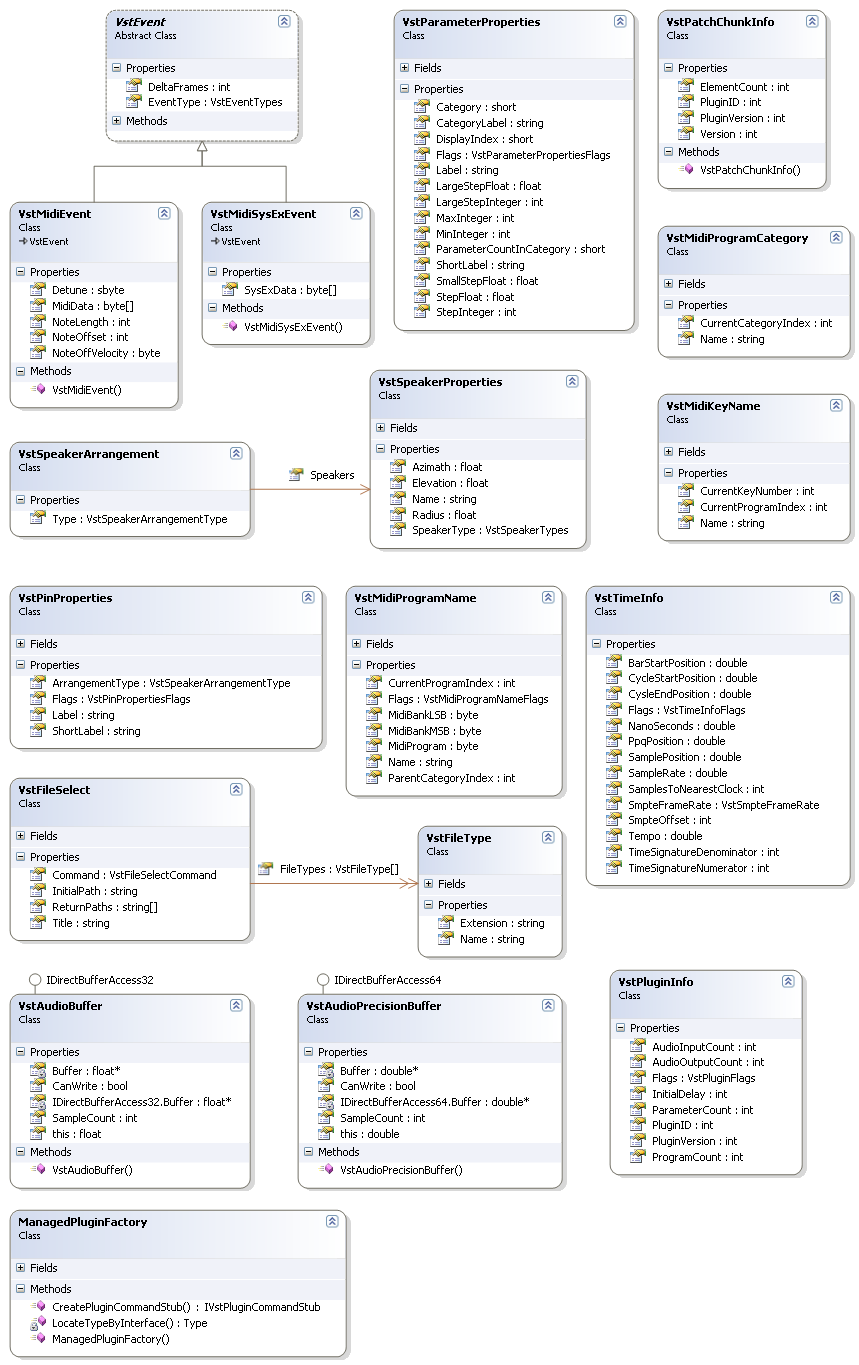 VstEvent
Abstract Class
Properties
DeltaFrames : int
EventType : VstEventTypes
Methods
VstMidiEvent
Class
VstEvent
Properties
Detune : sbyte
MidiData : byte[]
NoteLength : int
NoteOffset : int
NoteOffVelocity : byte
Methods
VstMidiEvent()
VstMidiSysExEvent
Class
VstEvent
Properties
SysExData : byte[]
Methods
VstMidiSysExEvent()
VstParameterProperties
Class
Fields
Properties
Category : short
CategoryLabel : string
DisplayIndex : short
Flags : VstParameterPropertiesFlags
Label : string
LargeStepFloat : float
LargeStepInteger : int
MaxInteger : int
MinInteger : int
ParameterCountInCategory : short
ShortLabel : string
SmallStepFloat : float
StepFloat : float
StepInteger : int
VstPatchChunkInfo
Class
Properties
ElementCount : int
PluginID : int
PluginVersion : int
Version : int
Methods
VstPatchChunkInfo()
VstMidiProgramCategory
Class
Fields
Properties
CurrentCategoryIndex : int
Name : string
VstSpeakerArrangement
Class
Properties
Type : VstSpeakerArrangementType
Speakers
VstSpeakerProperties
Class
Fields
Properties
Azimath : float
Elevation : float
Name : string
Radius : float
SpeakerType : VstSpeakerTypes
VstMidiKeyName
Class
Fields
Properties
CurrentKeyNumber : int
CurrentProgramIndex : int
Name : string
VstPinProperties
Class
Fields
Properties
ArrangementType : VstSpeakerArrangementType
Flags : VstPinPropertiesFlags
Label : string
ShortLabel : string
VstMidiProgramName
Class
Fields
Properties
CurrentProgramIndex : int
Flags : VstMidiProgramNameFlags
MidiBankLSB : byte
MidiBankMSB : byte
MidiProgram : byte
Name : string
ParentCategoryIndex : int
VstTimeInfo
Class
Properties
BarStartPosition : double
CycleStartPosition : double
CysleEndPosition : double
Flags : VstTimeInfoFlags
NanoSeconds : double
PpqPosition : double
SamplePosition : double
SampleRate : double
SamplesToNearestClock : int
SmpteFrameRate : VstSmpteFrameRate
SmpteOffset : int
Tempo : double
TimeSignatureDenominator : int
TimeSignatureNumerator : int
VstFileSelect
Class
Fields
Properties
Command : VstFileSelectCommand
InitialPath : string
ReturnPaths : string[]
Title : string
FileTypes : VstFileType[]
VstFileType
Class
Fields
Properties
Extension : string
Name : string
IDirectBufferAccess32
VstAudioBuffer
Class
Properties
Buffer : float*
CanWrite : bool
IDirectBufferAccess32.Buffer : float*
SampleCount : int
this : float
Methods
VstAudioBuffer()
IDirectBufferAccess64
VstAudioPrecisionBuffer
Class
Properties
Buffer : double*
CanWrite : bool
IDirectBufferAccess64.Buffer : double*
SampleCount : int
this : double
Methods
VstAudioPrecisionBuffer()
VstPluginInfo
Class
Properties
AudioInputCount : int
AudioOutputCount : int
Flags : VstPluginFlags
InitialDelay : int
ParameterCount : int
PluginID : int
PluginVersion : int
ProgramCount : int
ManagedPluginFactory
Class
Fields
Methods
CreatePluginCommandStub() : IVstPluginCommandStub
LocateTypeByInterface() : Type
ManagedPluginFactory()